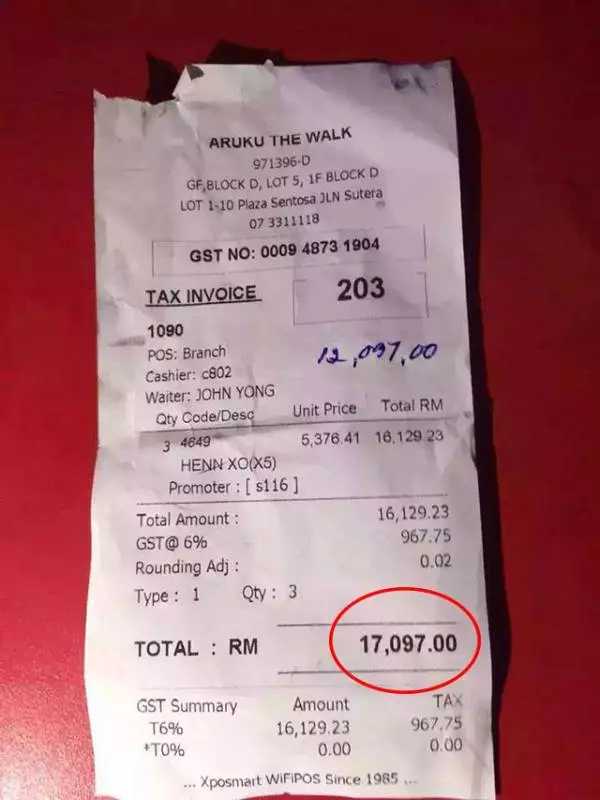 ARUKU THE WALK
971396-D
GF,BLOCK D, LOT 5, 1F BLOCK D
LOT 1-10 Plaza Sentosa JLN Sutera
07 3311118
GST NO: 0009 4873 1904
TAX INVOICE 203
1090
POS: Branch 12,097.00
Cashier: c802
Waiter: JOHN YONG
Qty Code/Desc Unit Price Total RM
3 4649 5,376.41 16,129.23
HENN XO(X5)
Promoter : [ s116 ]
Total Amount : 16,129.23
GST@ 6% 967.75
Rounding Adj : 0.02
Type : 1 Qty : 3
TOTAL : RM 17,097.00
GST Summary Amount TAX
T6% 16,129.23 967.75
*T0% 0.00 0.00
... Xposmart WiFiPOS Since 1985 ...